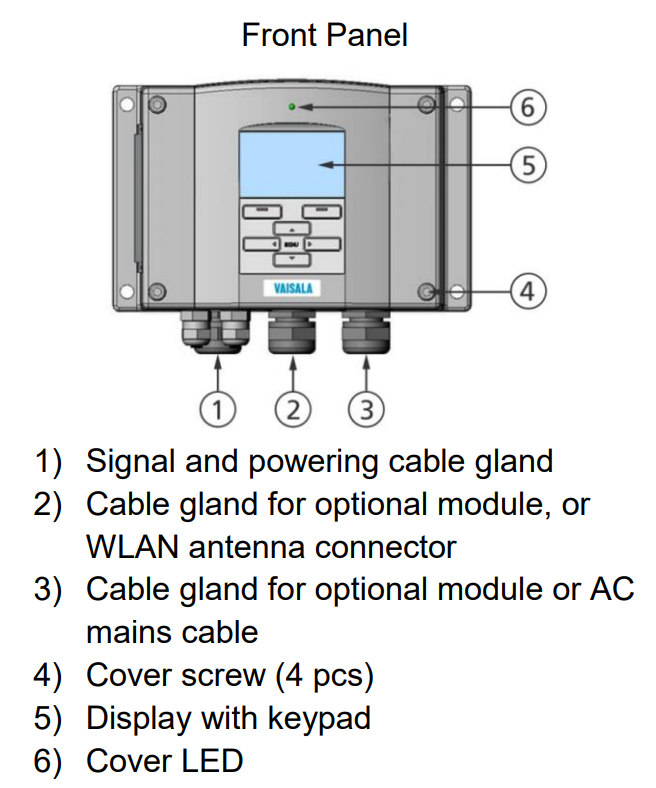 Front Panel
6
5
4
VAISALA
1
2
3
1) Signal and powering cable gland
2) Cable gland for optional module, or
WLAN antenna connector
3) Cable gland for optional module or AC
mains cable
4) Cover screw (4 pcs)
5) Display with keypad
6) Cover LED